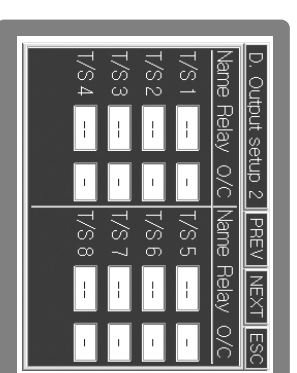 D. Output setup 2 PREV NEXT ESC
Name Relay O/C Name Relay O/C
T/S 1 -- - T/S 5 -- -
T/S 2 -- - T/S 6 -- -
T/S 3 -- - T/S 7 -- -
T/S 4 -- - T/S 8 -- -